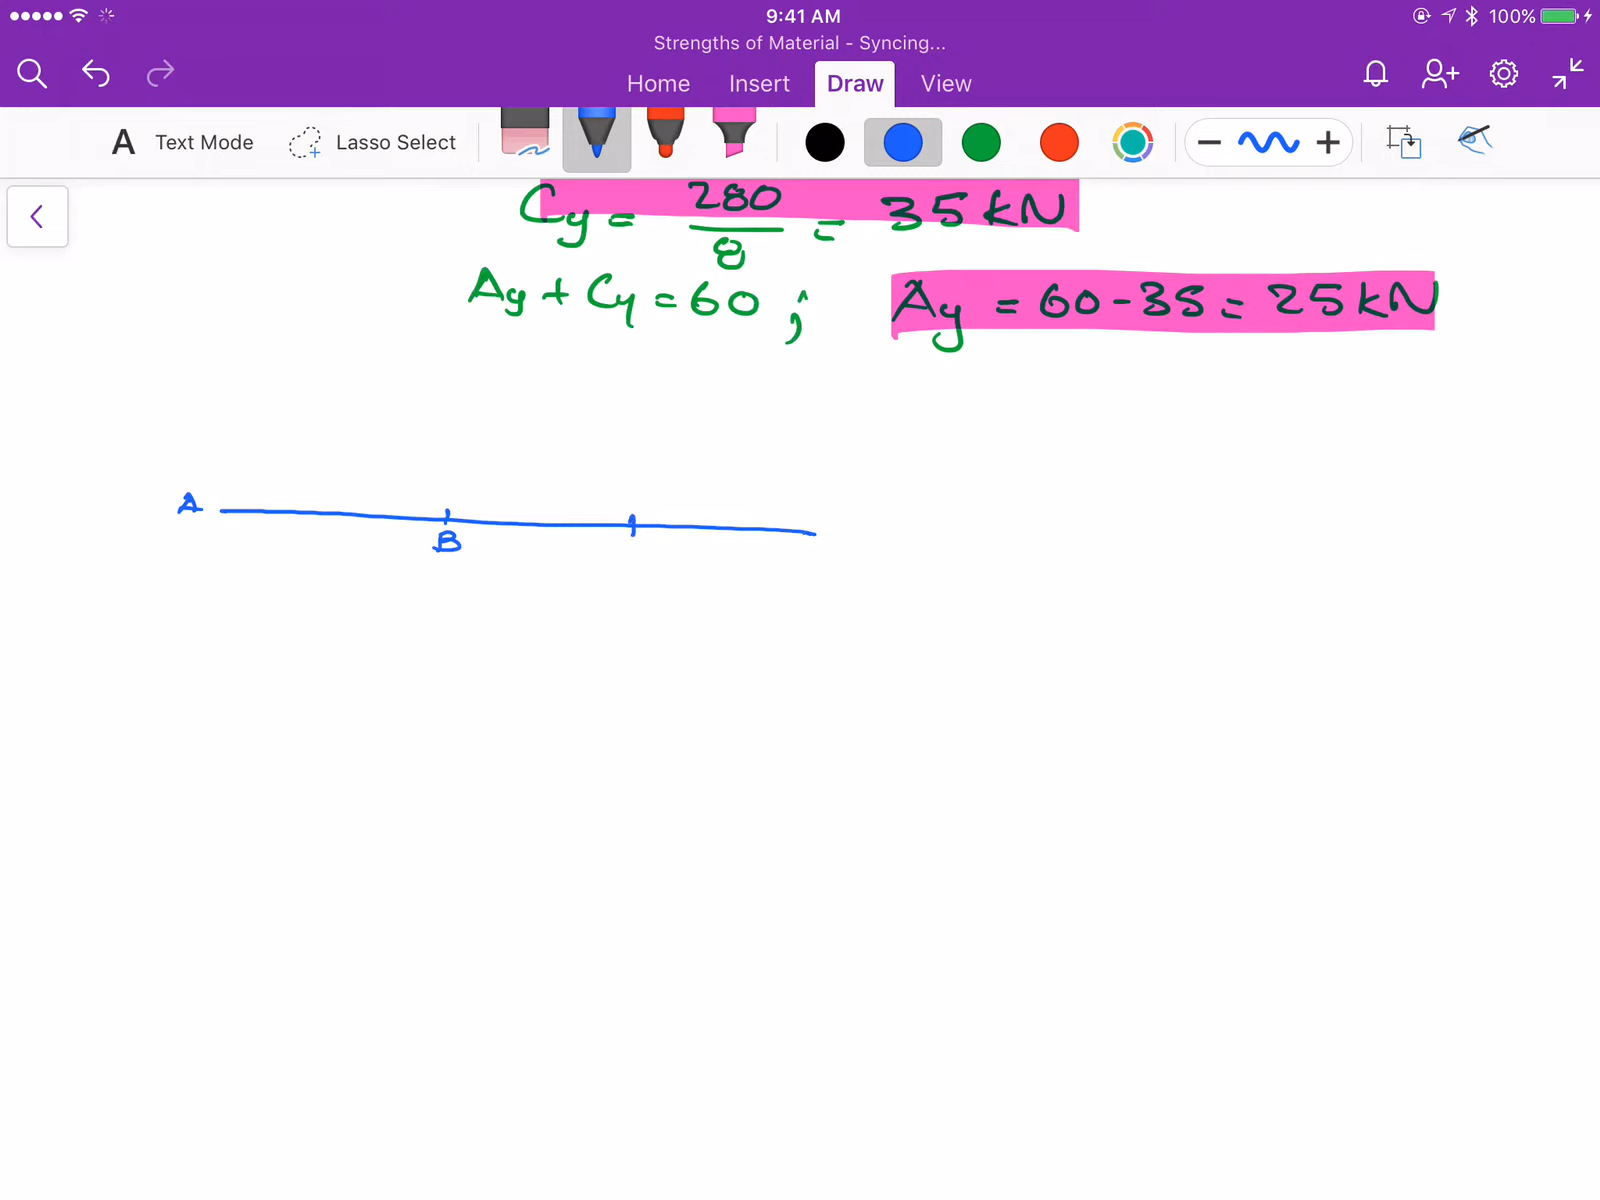 9:41 AM
100%
Strengths of Material - Syncing...
Home Insert Draw View
A Text Mode Lasso Select
Cy = 280/8 = 35 kN
Ay + Cy = 60 ; Ay = 60 - 35 = 25 kN
A
B